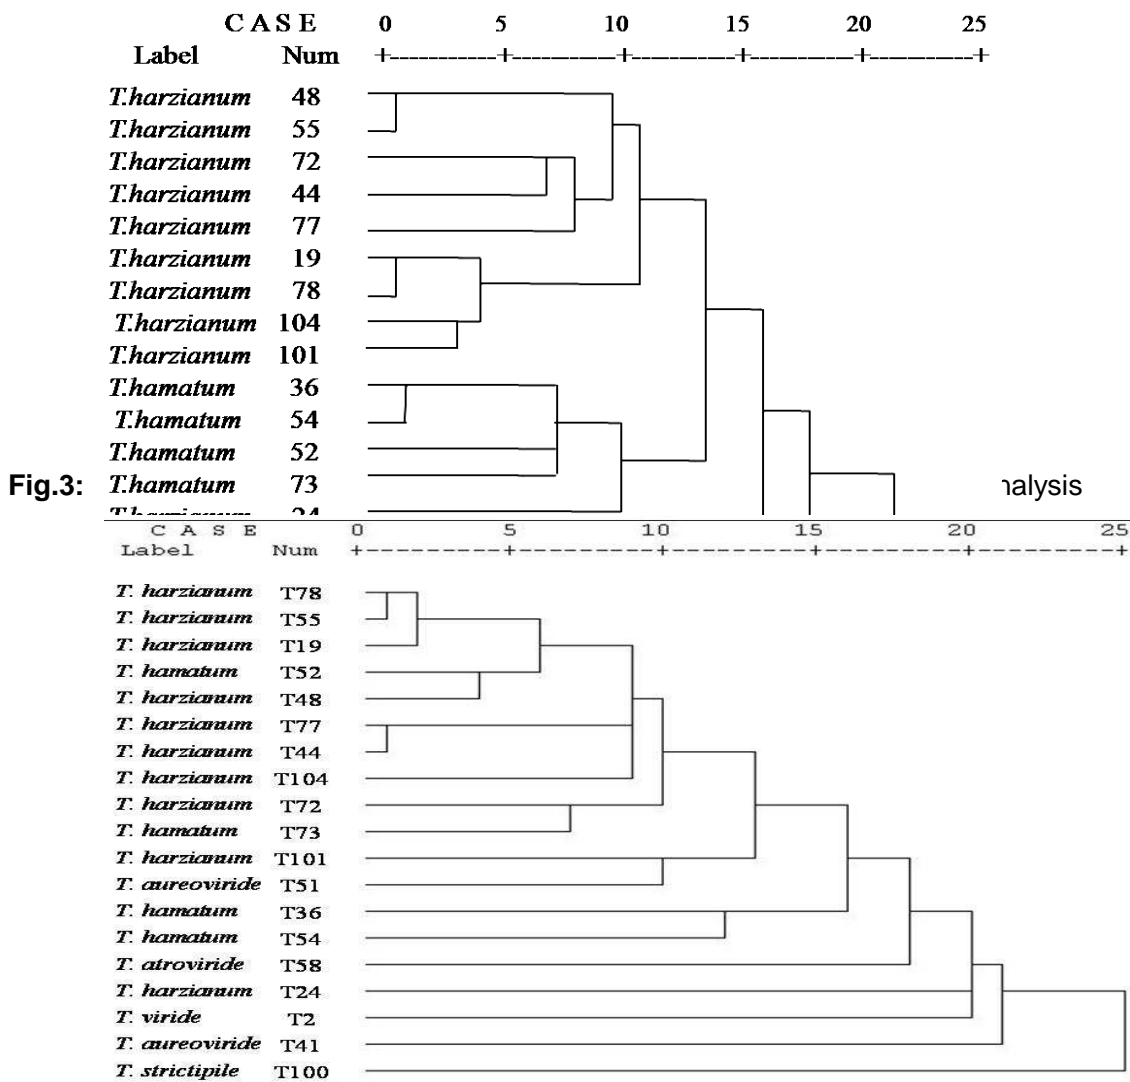 C A S E 0 5 10 15 20 25
Label Num +---------+---------+---------+---------+---------+
T.harzianum 48
T.harzianum 55
T.harzianum 72
T.harzianum 44
T.harzianum 77
T.harzianum 19
T.harzianum 78
T.harzianum 104
T.harzianum 101
T.hamatum 36
T.hamatum 54
T.hamatum 52
Fig.3: T.hamatum 73 nalysis
C A S E 0 5 10 15 20 25
Label Num +---------+---------+---------+---------+---------+
T. harzianum T78
T. harzianum T55
T. harzianum T19
T. hamatum T52
T. harzianum T48
T. harzianum T77
T. harzianum T44
T. harzianum T104
T. harzianum T72
T. hamatum T73
T. harzianum T101
T. aureoviride T51
T. hamatum T36
T. hamatum T54
T. atroviride T58
T. harzianum T24
T. viride T2
T. aureoviride T41
T. strictipile T100